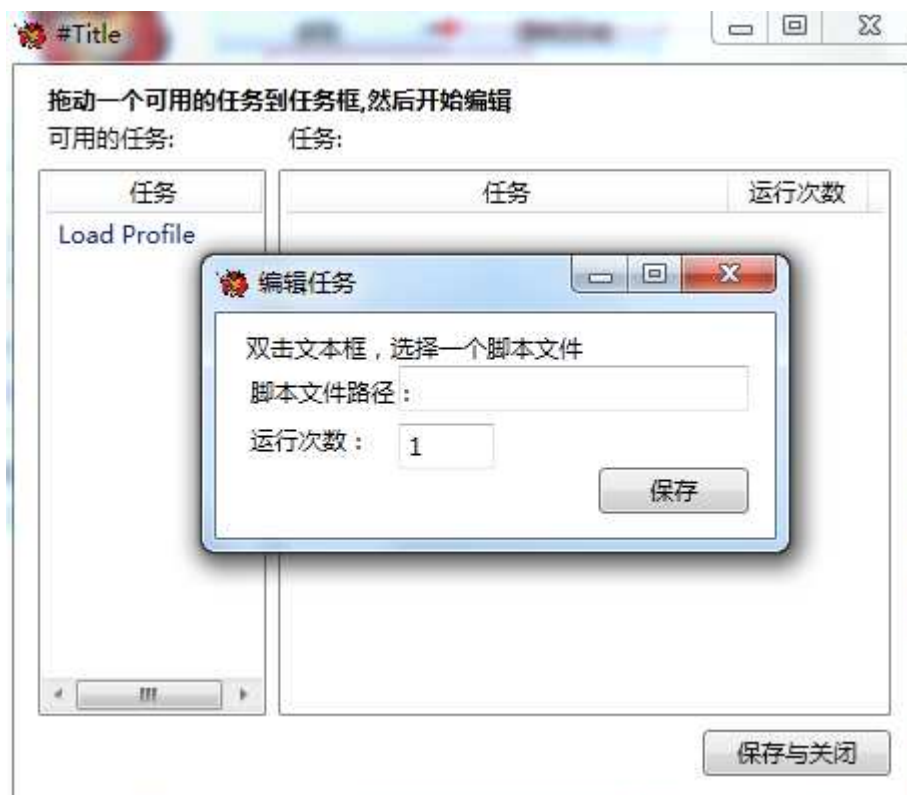 #Title
拖动一个可用的任务到任务框,然后开始编辑
可用的任务: 任务:
任务 任务 运行次数
Load Profile
编辑任务
双击文本框，选择一个脚本文件
脚本文件路径：
运行次数： 1
保存
保存与关闭